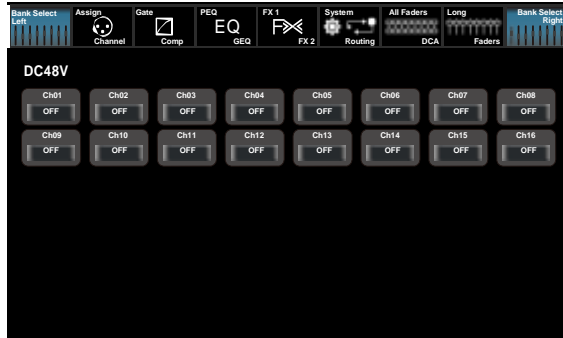 Bank Select
Left
Assign
Channel
Gate
Comp
PEQ
EQ
GEQ
FX 1
FX
FX 2
System
Routing
All Faders
DCA
Long
Faders
Bank Select
Right
DC48V
Ch01 Ch02 Ch03 Ch04 Ch05 Ch06 Ch07 Ch08
OFF OFF OFF OFF OFF OFF OFF OFF
Ch09 Ch10 Ch11 Ch12 Ch13 Ch14 Ch15 Ch16
OFF OFF OFF OFF OFF OFF OFF OFF